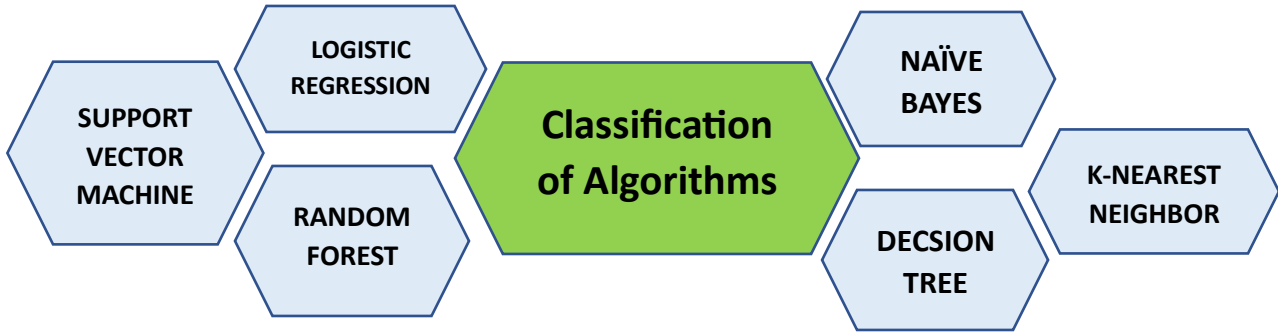 SUPPORT
VECTOR
MACHINE
LOGISTIC
REGRESSION
RANDOM
FOREST
Classification
of Algorithms
NAÏVE
BAYES
DECSION
TREE
K-NEAREST
NEIGHBOR